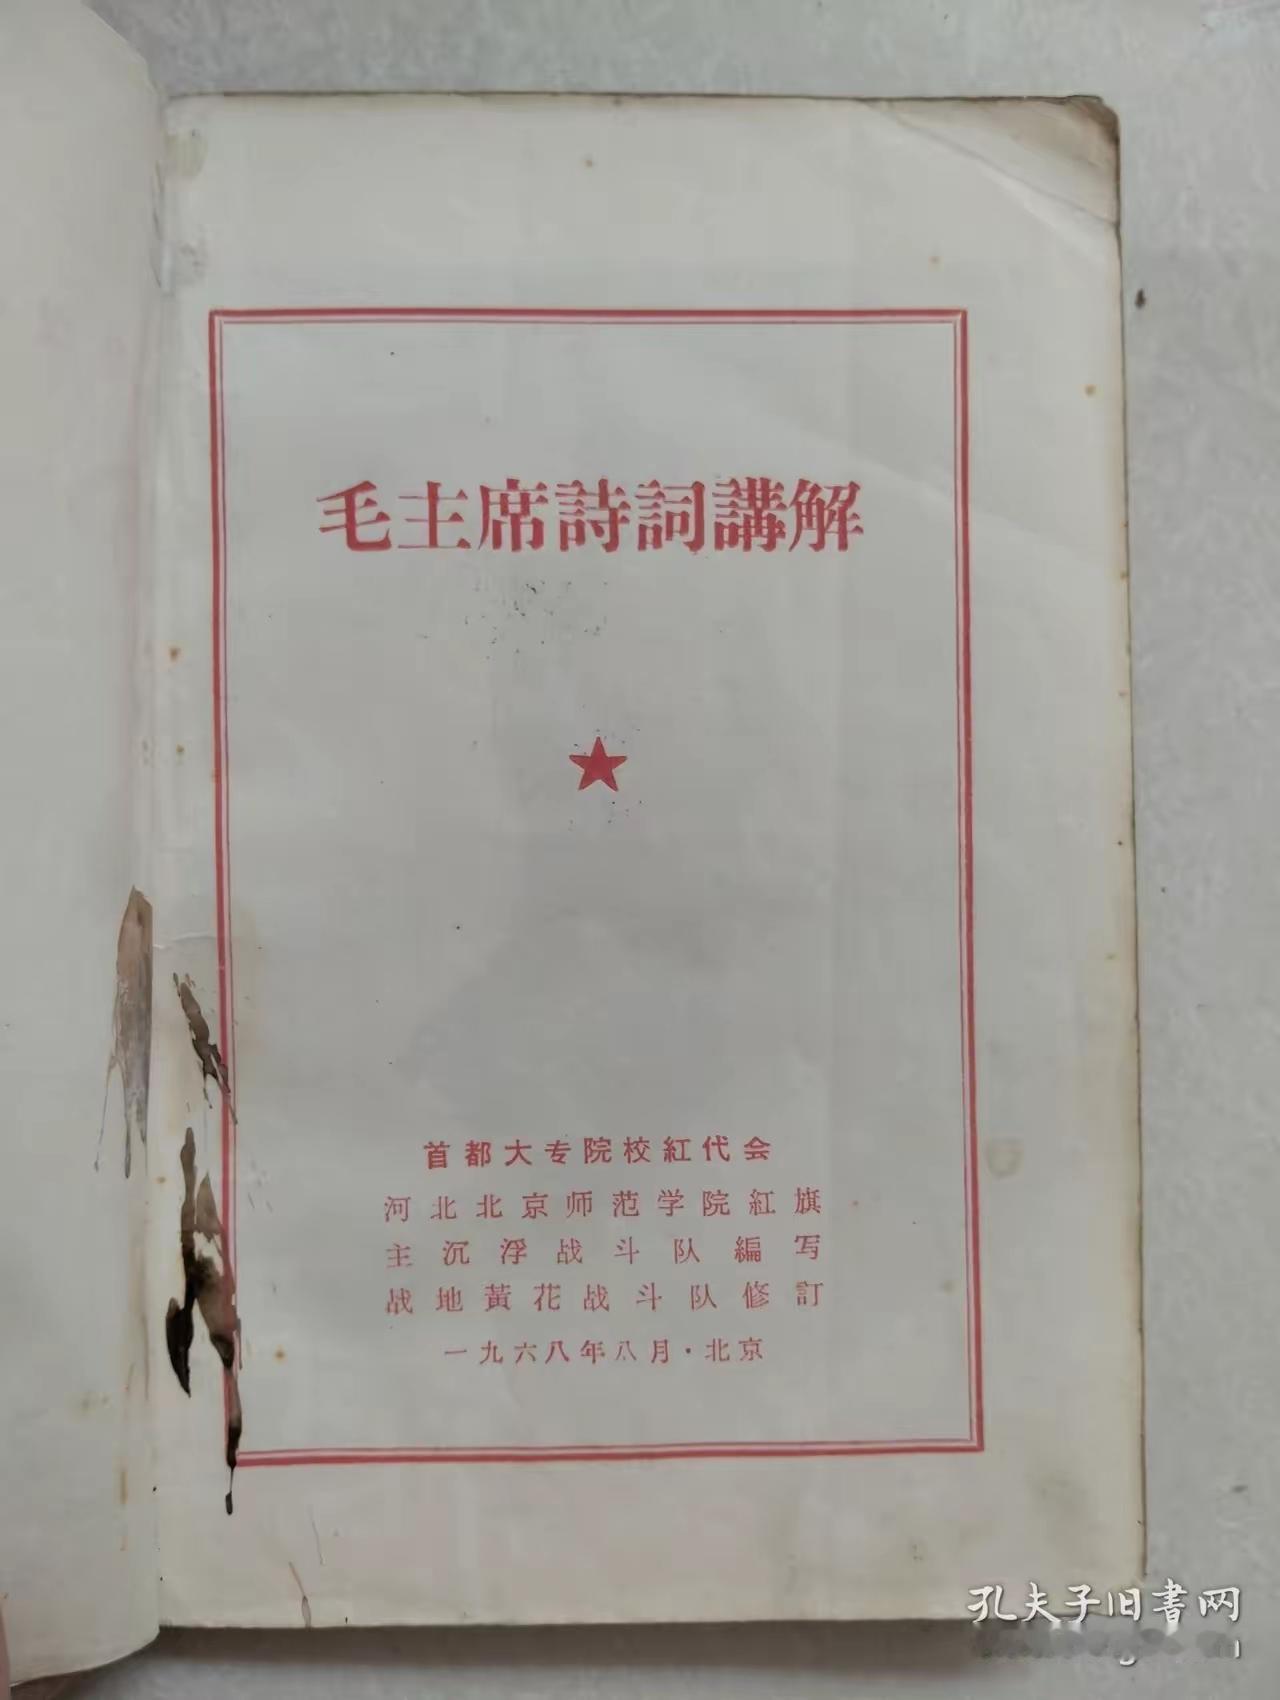 毛主席詩詞講解
首都大专院校紅代会
河北北京师范学院紅旗
主沉浮战斗队編写
战地黃花战斗队修訂
一九六八年八月·北京
孔夫子旧書网